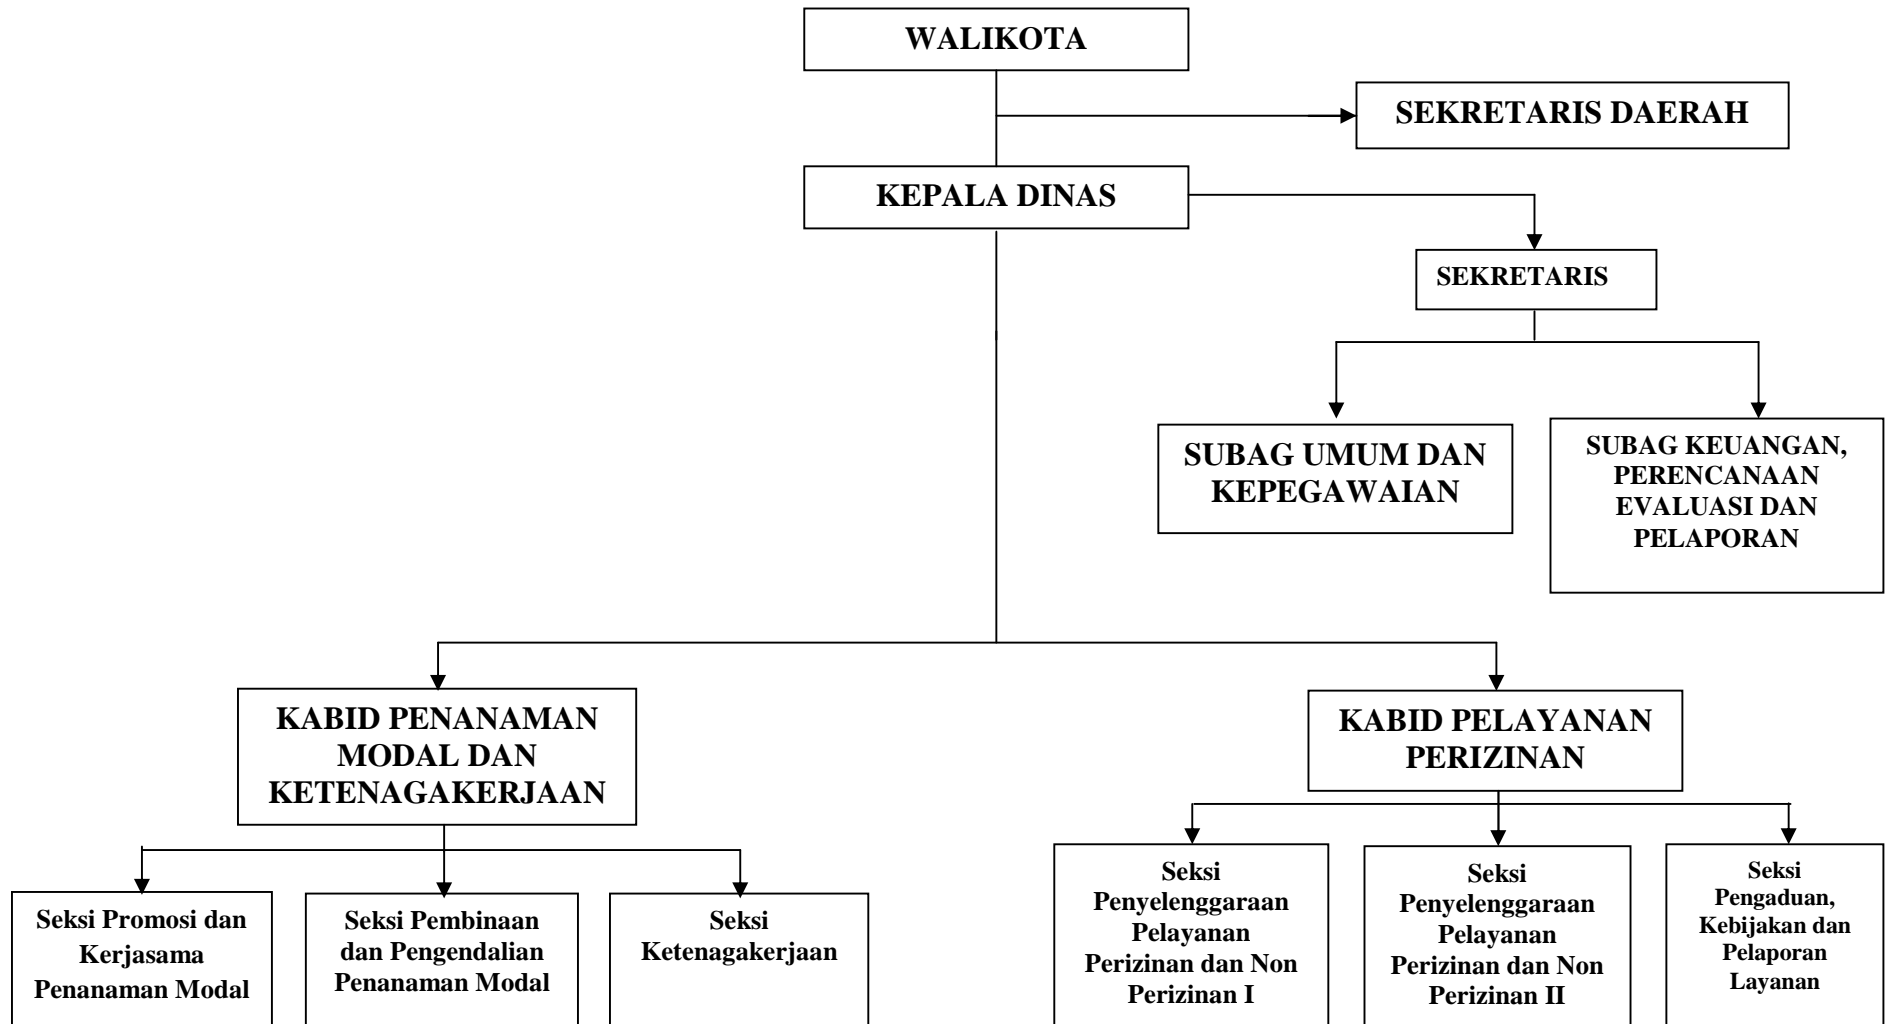 WALIKOTA
SEKRETARIS DAERAH
KEPALA DINAS
SEKRETARIS
SUBAG UMUM DAN
KEPEGAWAIAN
SUBAG KEUANGAN,
PERENCANAAN
EVALUASI DAN
PELAPORAN
KABID PENANAMAN
MODAL DAN
KETENAGAKERJAAN
KABID PELAYANAN
PERIZINAN
Seksi Promosi dan
Kerjasama
Penanaman Modal
Seksi Pembinaan
dan Pengendalian
Penanaman Modal
Seksi
Ketenagakerjaan
Seksi
Penyelenggaraan
Pelayanan
Perizinan dan Non
Perizinan I
Seksi
Penyelenggaraan
Pelayanan
Perizinan dan Non
Perizinan II
Seksi
Pengaduan,
Kebijakan dan
Pelaporan
Layanan